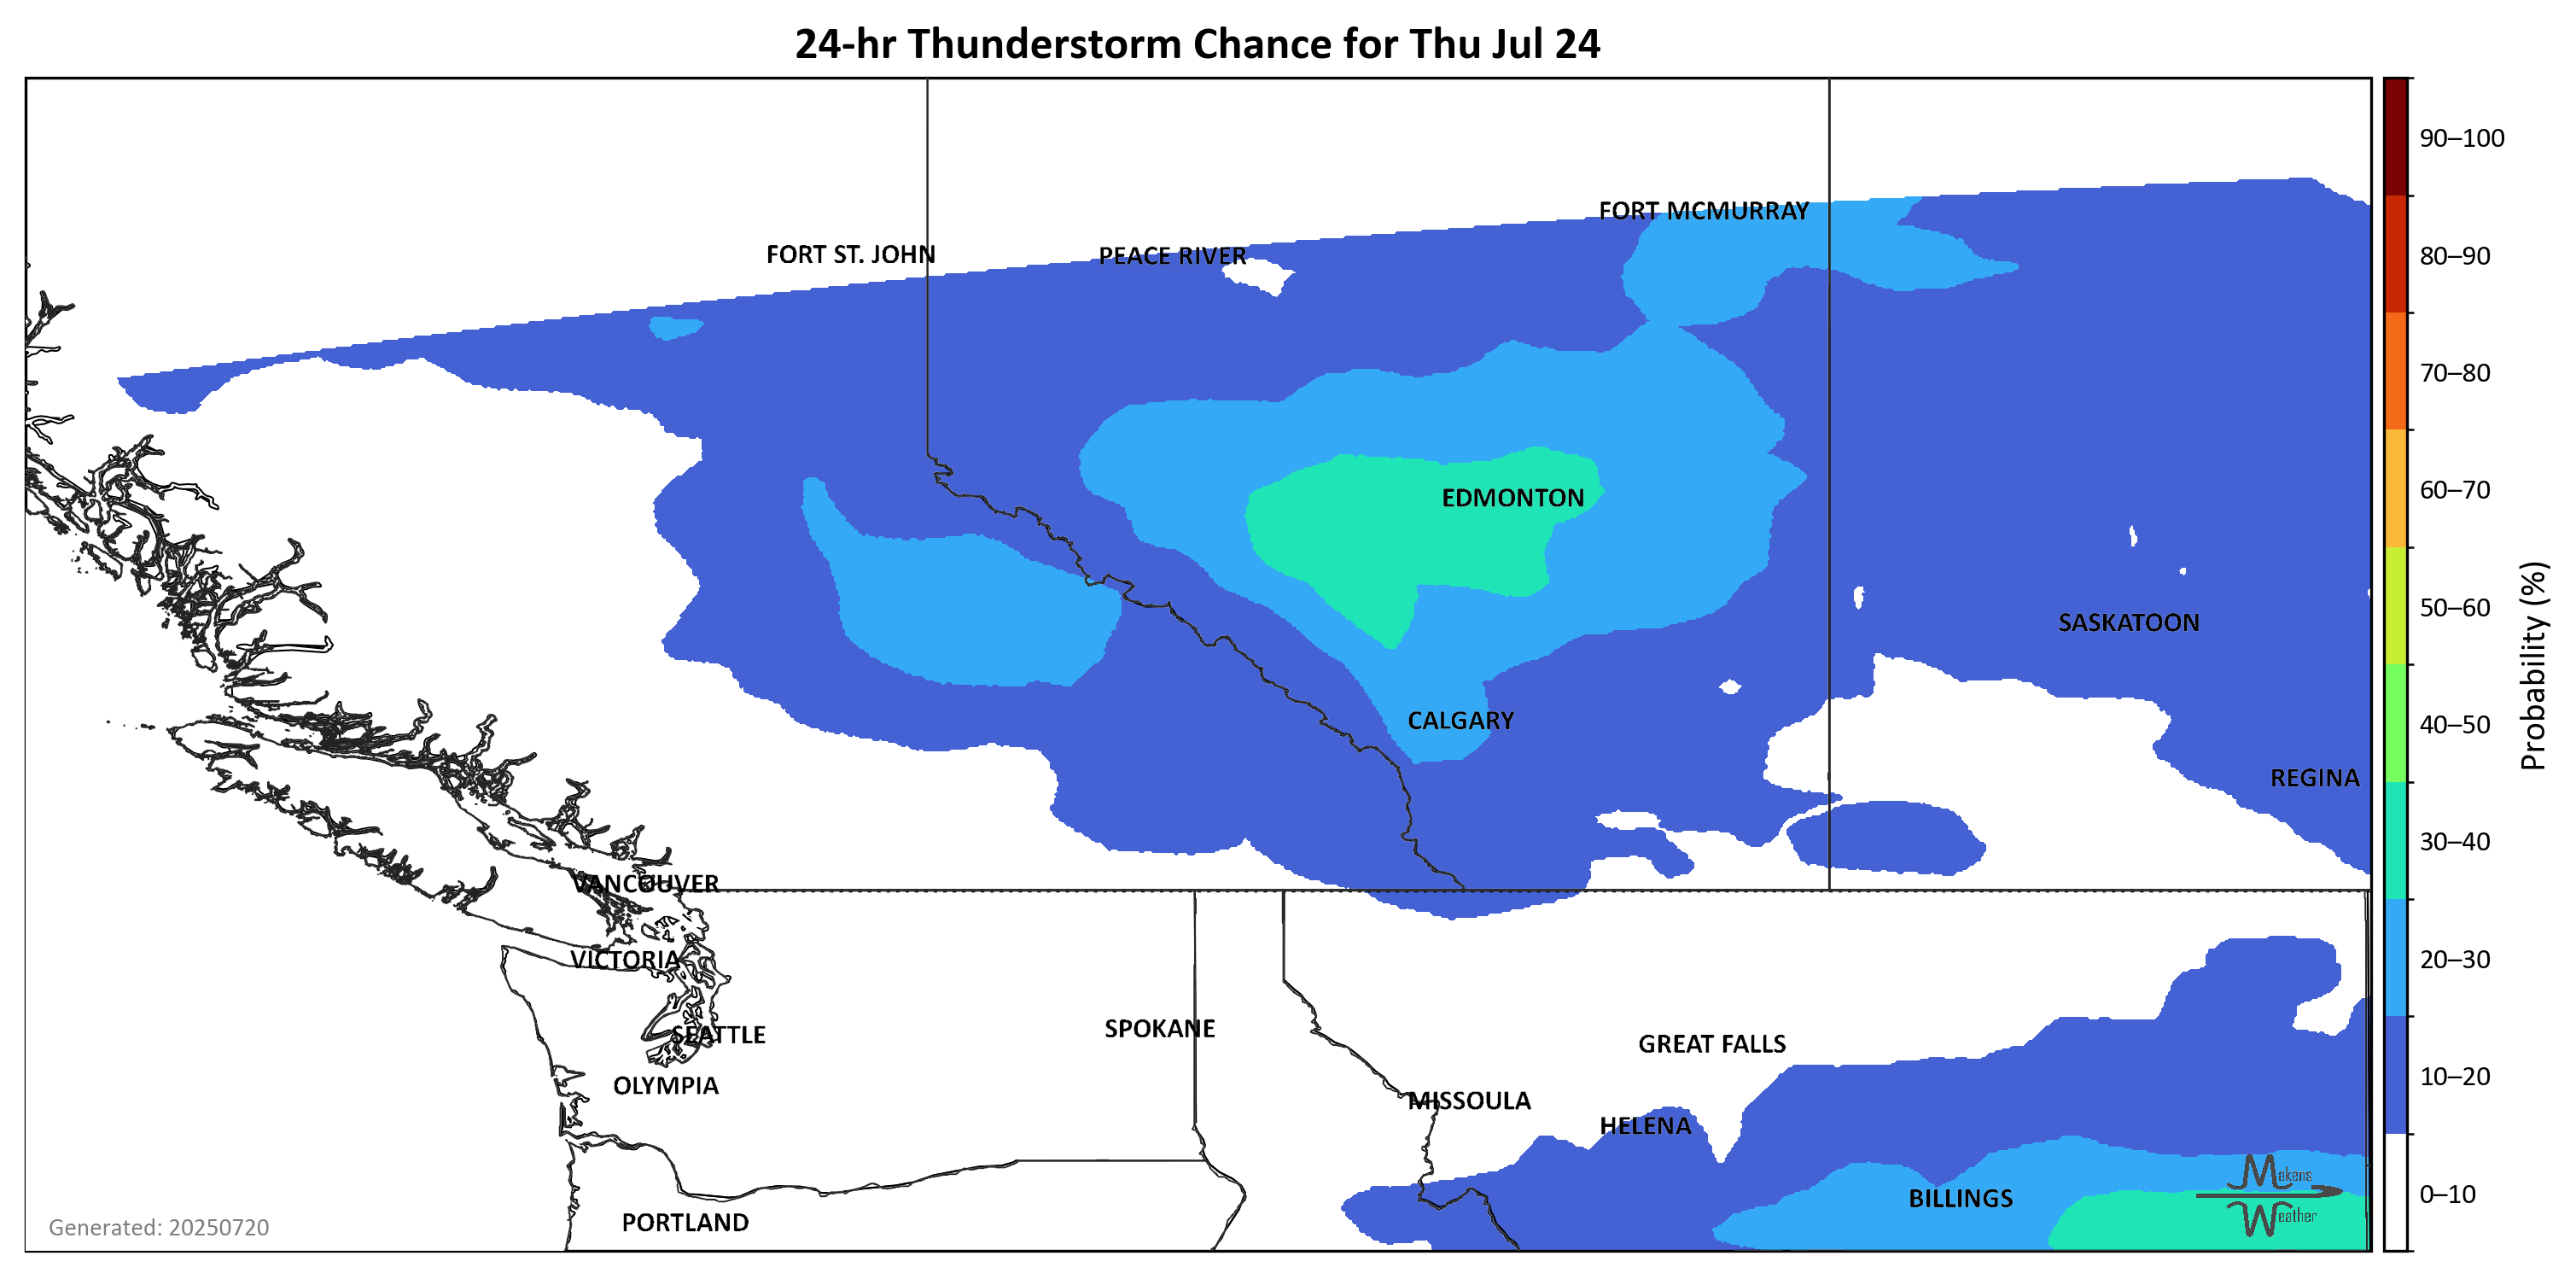 24-hr Thunderstorm Chance for Thu Jul 24
FORT MCMURRAY
FORT ST. JOHN
PEACE RIVER
EDMONTON
SASKATOON
CALGARY
REGINA
VANCOUVER
VICTORIA
SPOKANE
SEATTLE
GREAT FALLS
OLYMPIA
MISSOULA
HELENA
BILLINGS
PORTLAND
Makens
Weather
Generated: 20250720
90–100
80–90
70–80
60–70
50–60
40–50
30–40
20–30
10–20
0–10
Probability (%)